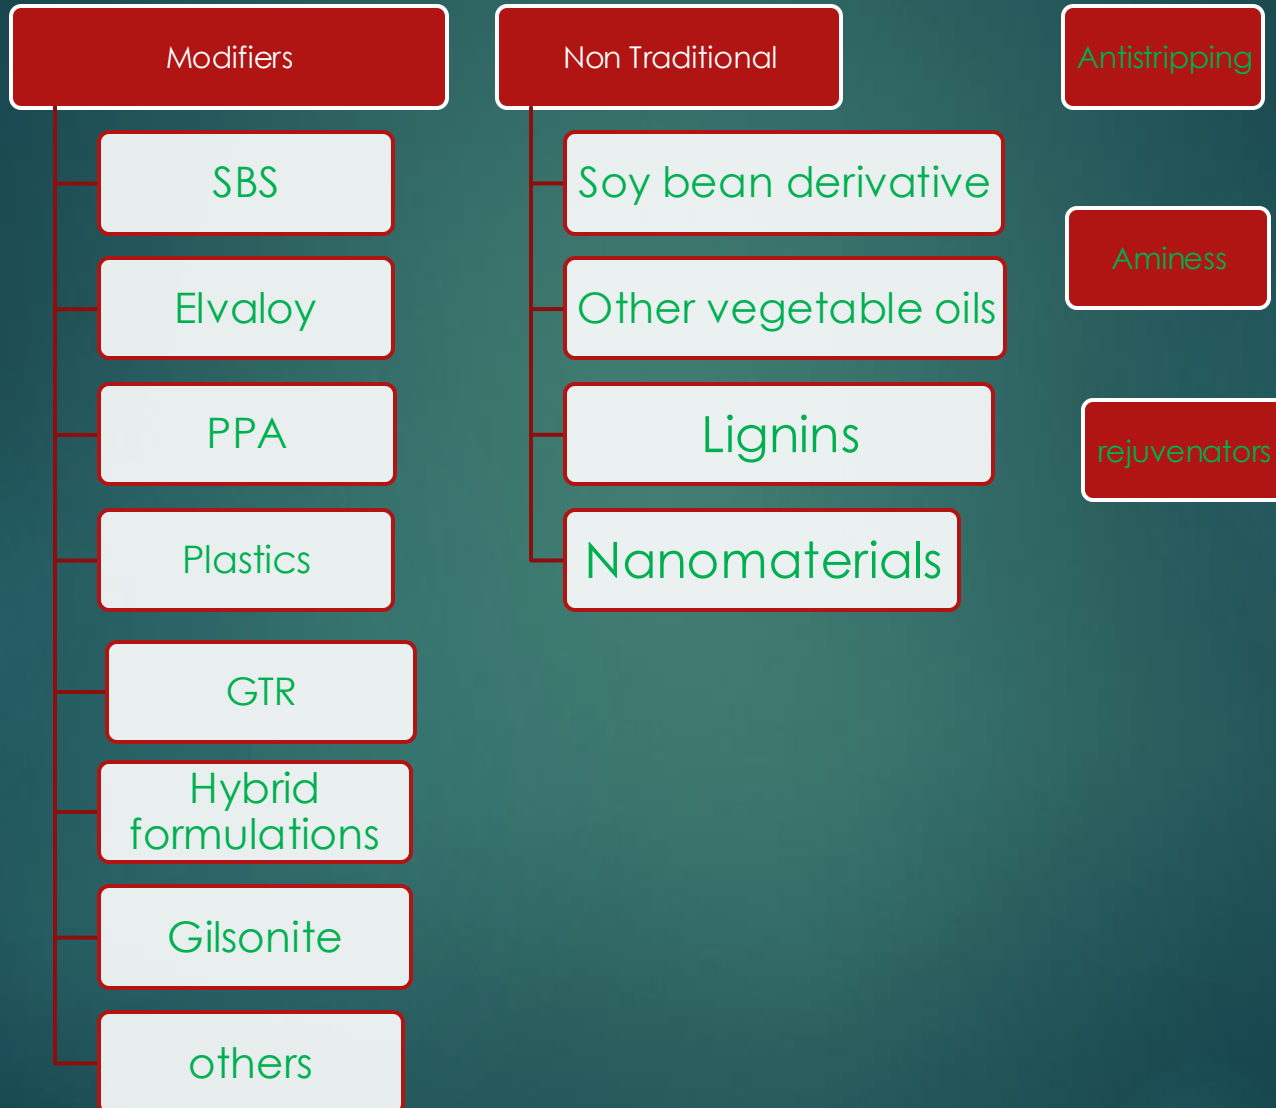 Modifiers
SBS
Elvaloy
PPA
Plastics
GTR
Hybrid
formulations
Gilsonite
others
Non Traditional
Soy bean derivative
Other vegetable oils
Lignins
Nanomaterials
Antistripping
Aminess
rejuvenators